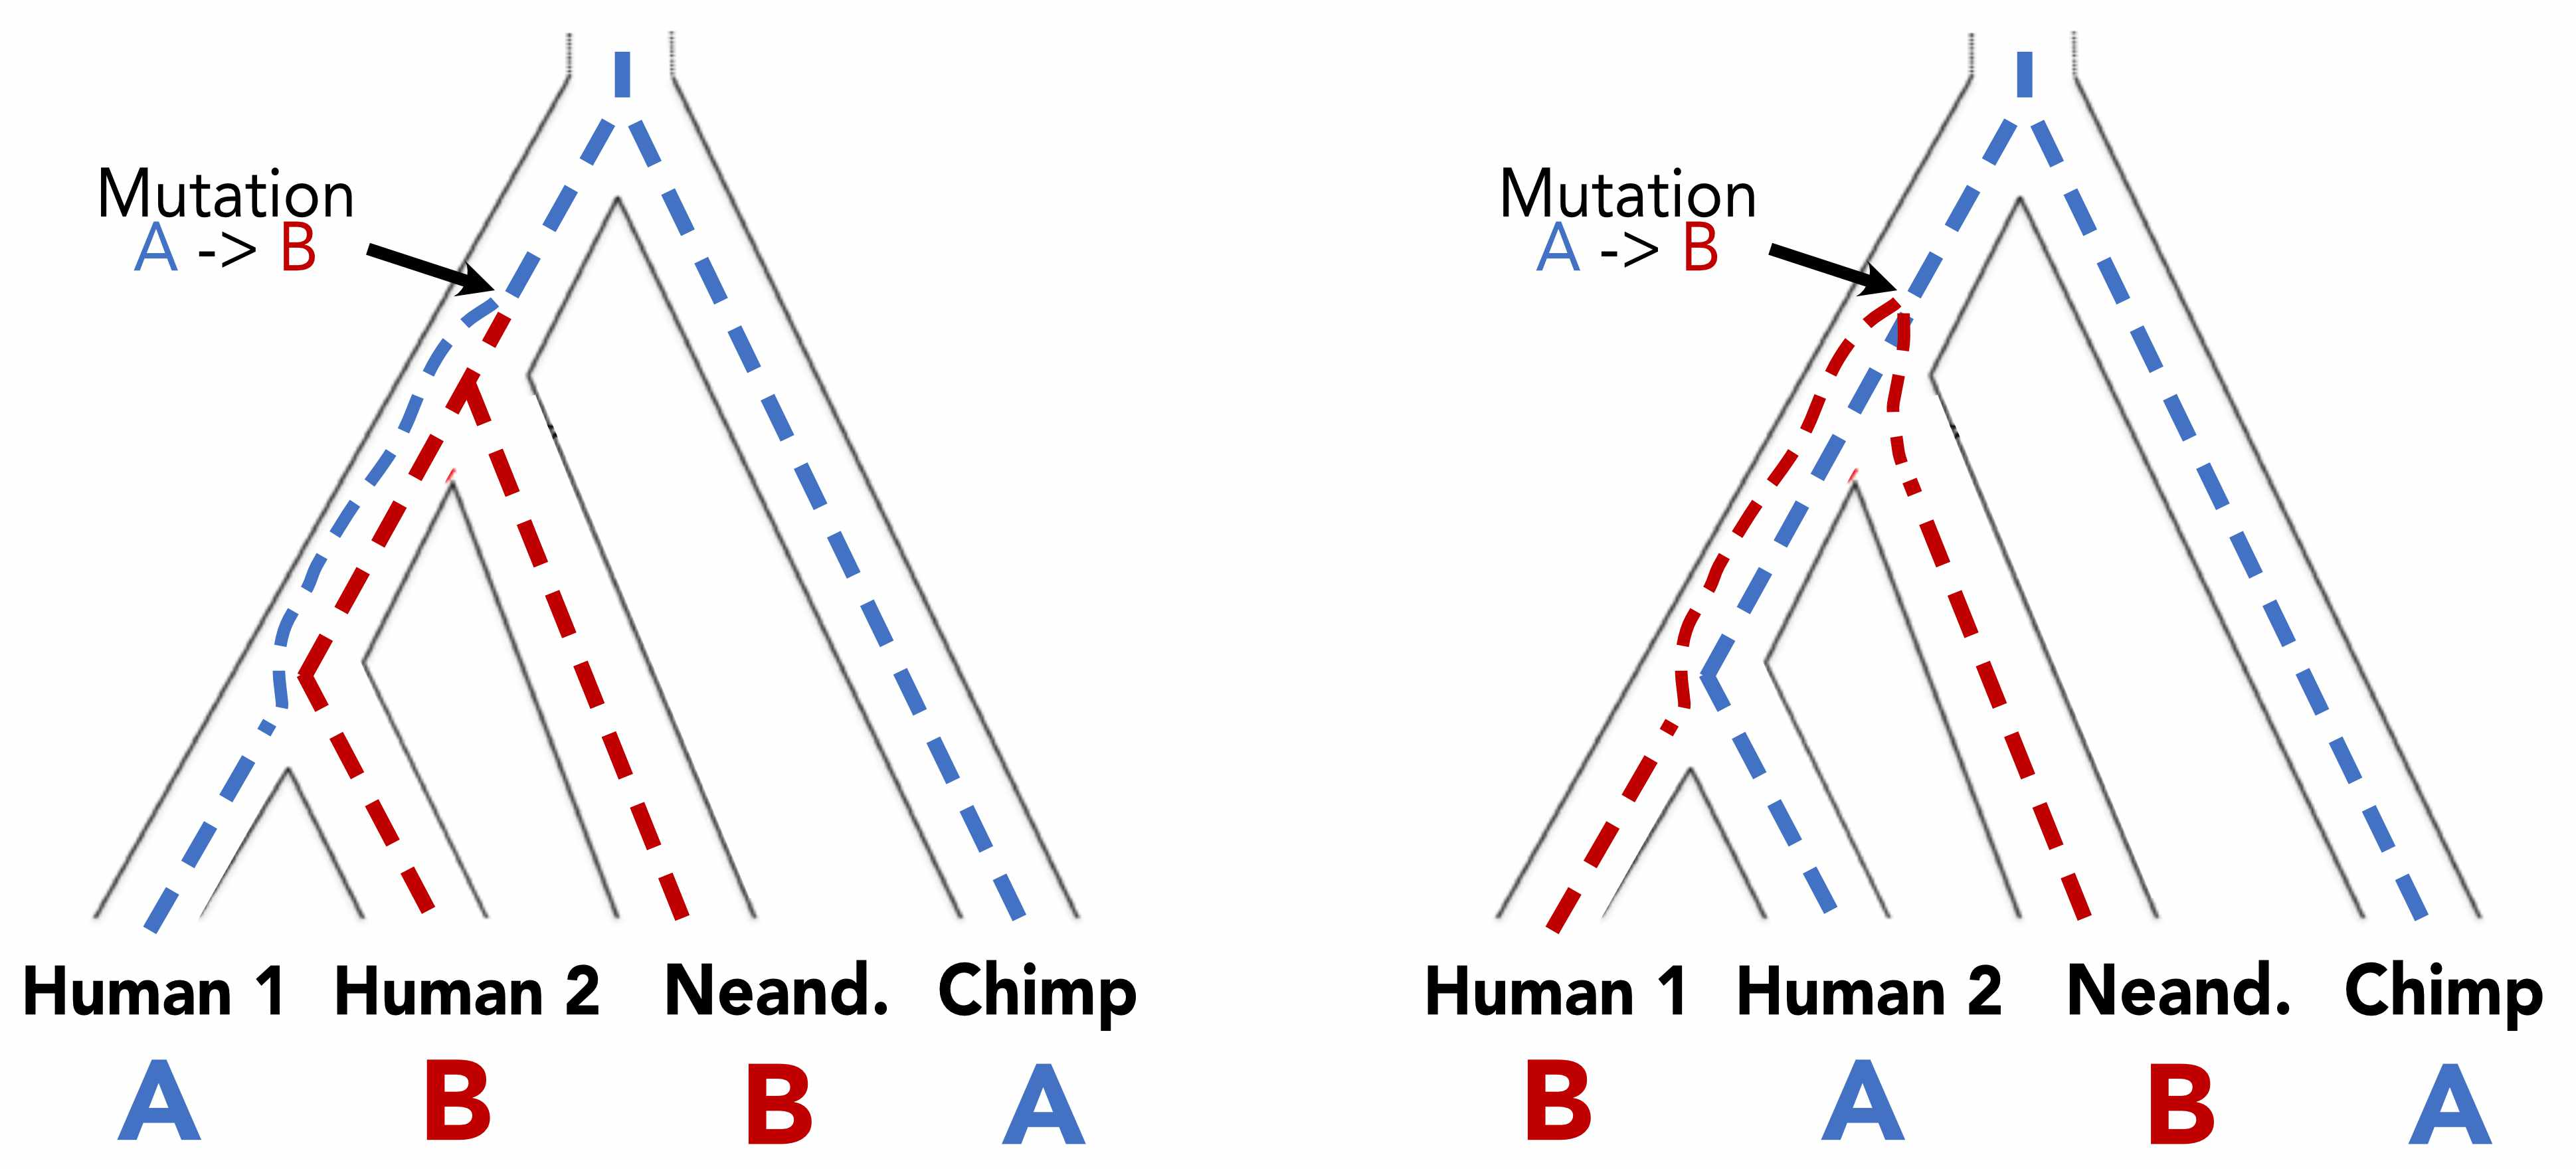 Mutation
A -> B
Human 1 Human 2 Neand. Chimp
A B B A
Mutation
A -> B
Human 1 Human 2 Neand. Chimp
B A B A